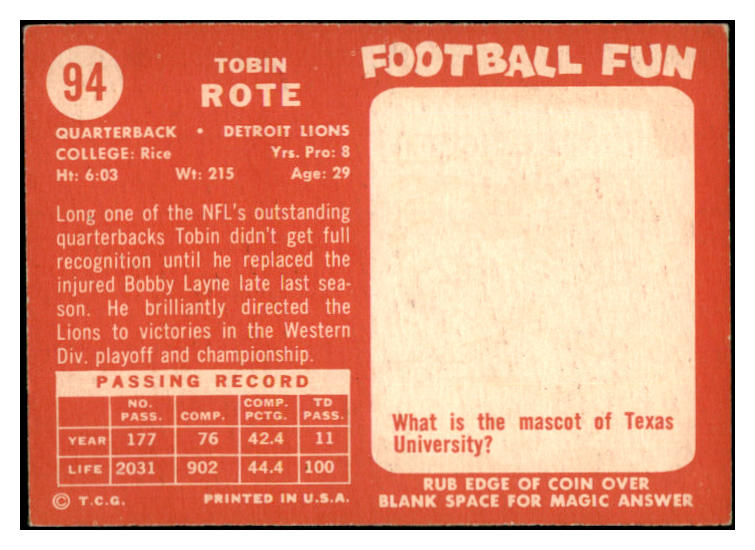 94
TOBIN
ROTE
QUARTERBACK • DETROIT LIONS
COLLEGE: Rice Yrs. Pro: 8
Ht: 6:03 Wt: 215 Age: 29
Long one of the NFL's outstanding
quarterbacks Tobin didn't get full
recognition until he replaced the
injured Bobby Layne late last sea-
son. He brilliantly directed the
Lions to victories in the Western
Div. playoff and championship.
PASSING RECORD
NO. PASS. COMP. COMP. PCTG. TD PASS.
YEAR 177 76 42.4 11
LIFE 2031 902 44.4 100
© T.C.G. PRINTED IN U.S.A.
FOOTBALL FUN
What is the mascot of Texas
University?
RUB EDGE OF COIN OVER
BLANK SPACE FOR MAGIC ANSWER